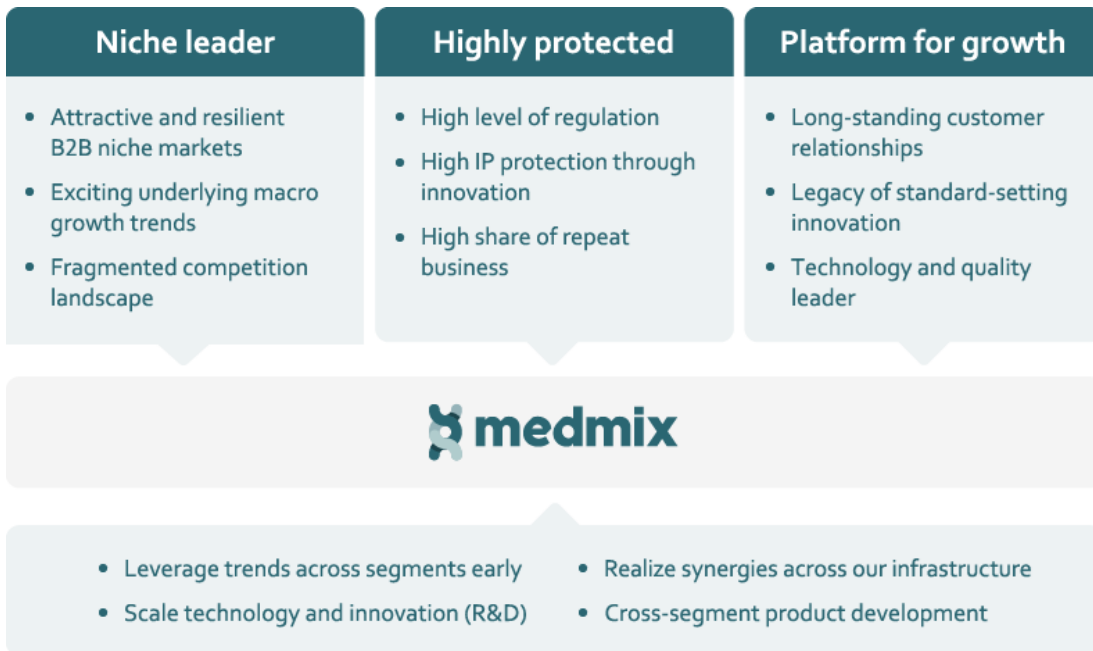 Niche leader
• Attractive and resilient
B2B niche markets
• Exciting underlying macro
growth trends
• Fragmented competition
landscape
Highly protected
• High level of regulation
• High IP protection through
innovation
• High share of repeat
business
Platform for growth
• Long-standing customer
relationships
• Legacy of standard-setting
innovation
• Technology and quality
leader
medmix
• Leverage trends across segments early
• Scale technology and innovation (R&D)
• Realize synergies across our infrastructure
• Cross-segment product development